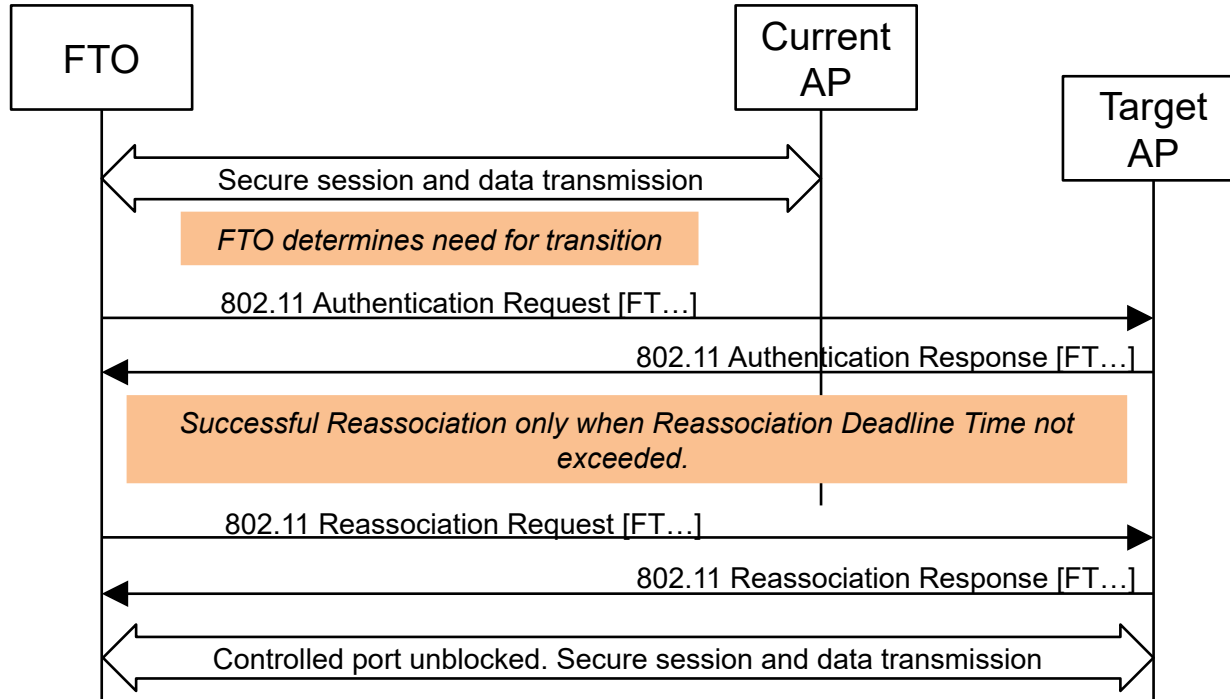 FTO
Current
AP
Target
AP
Secure session and data transmission
FTO determines need for transition
802.11 Authentication Request [FT…]
802.11 Authentication Response [FT…]
Successful Reassociation only when Reassociation Deadline Time not
exceeded.
802.11 Reassociation Request [FT…]
802.11 Reassociation Response [FT…]
Controlled port unblocked. Secure session and data transmission